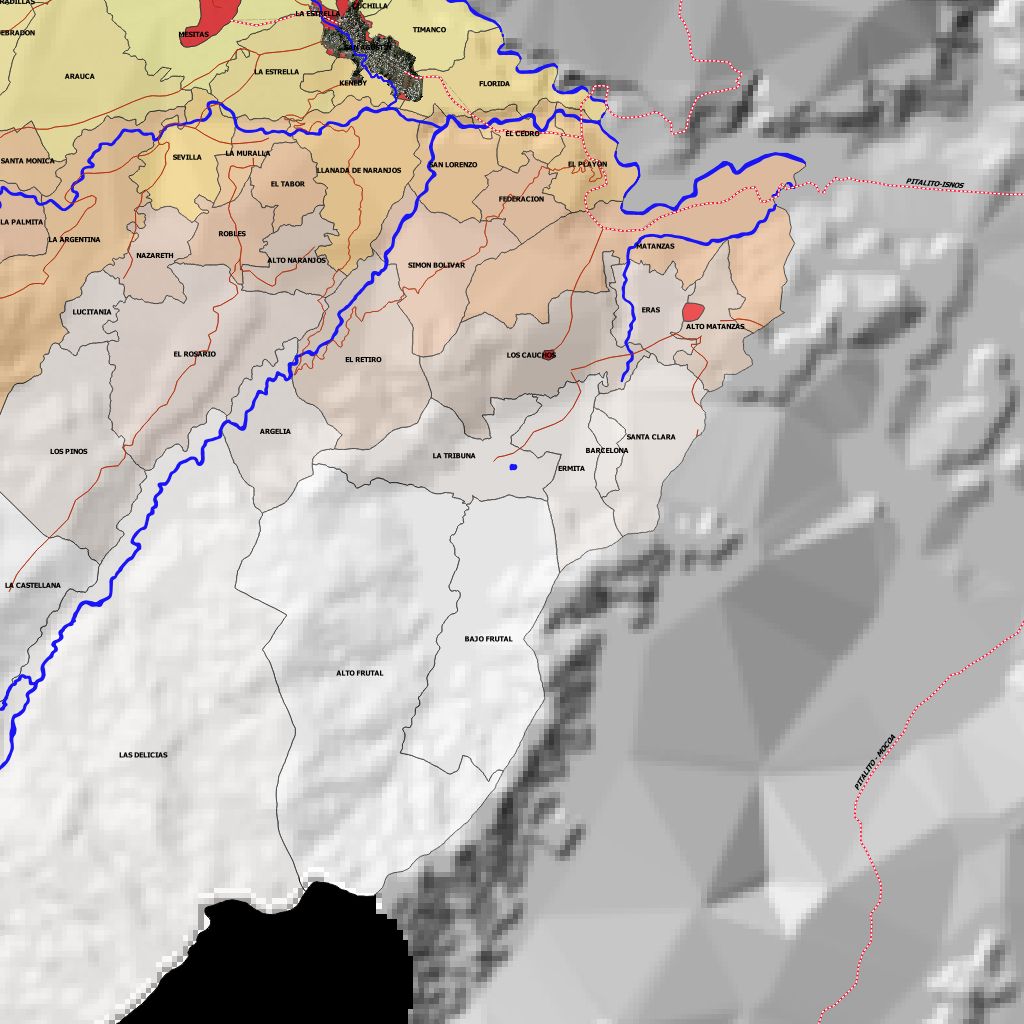 LA ESTRELLA
TIMANCO
MESITAS
ARAUCA
LA ESTRELLA
KENEDY
FLORIDA
EL CEDRO
SANTA MONICA
SEVILLA
LA MURALLA
LLANADA DE NARANJOS
SAN LORENZO
EL PLAYON
EL TABOR
PITALITO-ISNOS
FEDERACION
LA PALMITA
LA ARGENTINA
ROBLES
MATANZAS
NAZARETH
ALTO NARANJOS
SIMON BOLIVAR
LUCITANIA
ERAS
ALTO MATANZAS
EL ROSARIO
EL RETIRO
LOS CAUCHOS
ARGELIA
SANTA CLARA
LOS PINOS
LA TRIBUNA
BARCELONA
ERMITA
LA CASTELLANA
BAJO FRUTAL
ALTO FRUTAL
LAS DELICIAS
PITALITO - MOCOA